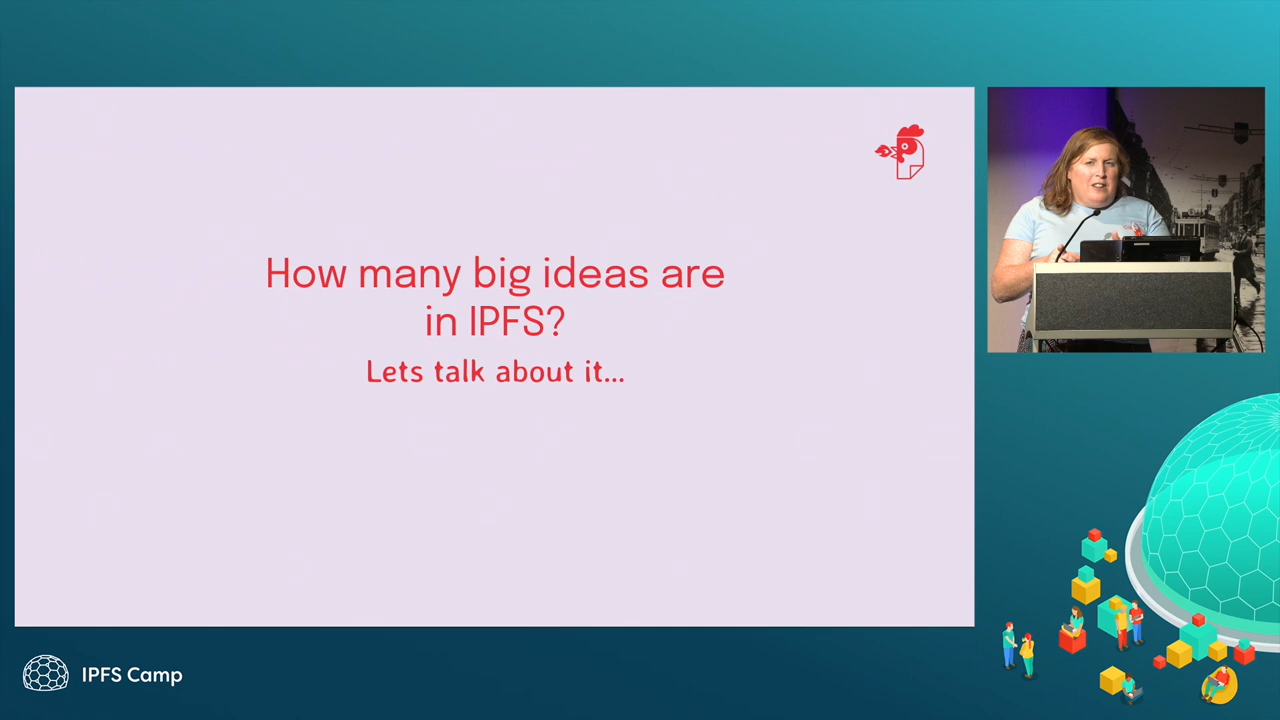 How many big ideas are
in IPFS?
Lets talk about it...
IPFS Camp